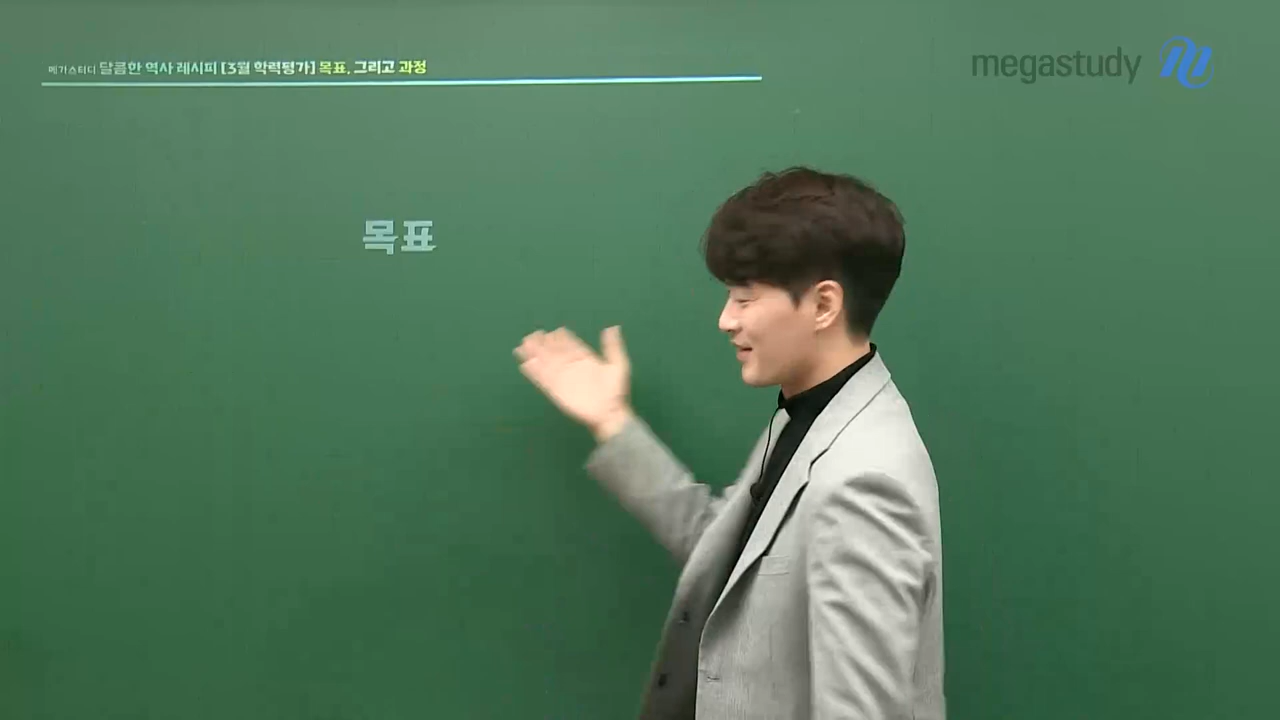 메가스터디 달콤한 역사 레시피 [3월 학력평가] 목표, 그리고 과정
megastudy
목표